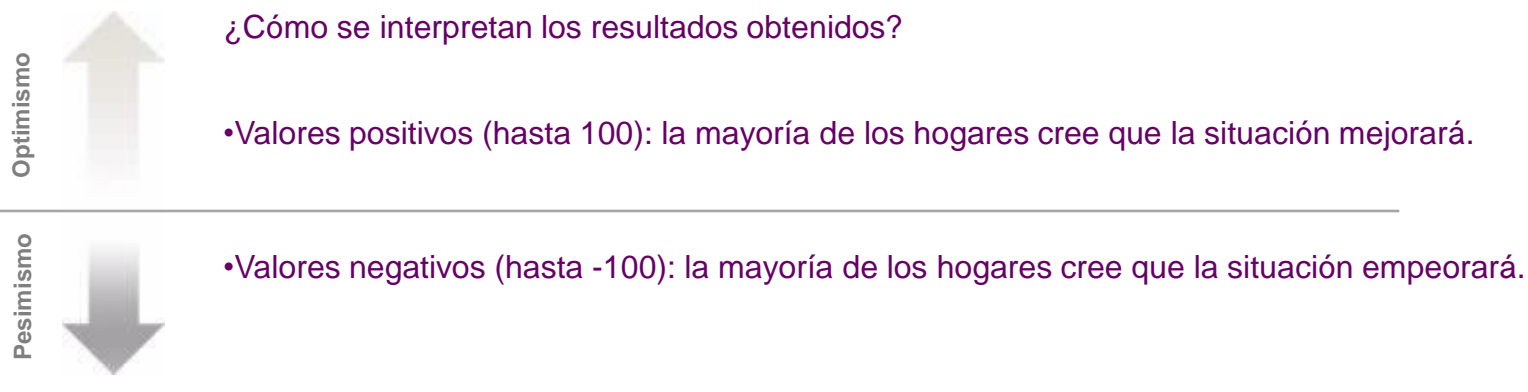 ¿Cómo se interpretan los resultados obtenidos?
Optimismo
•Valores positivos (hasta 100): la mayoría de los hogares cree que la situación mejorará.
Pesimismo
•Valores negativos (hasta -100): la mayoría de los hogares cree que la situación empeorará.